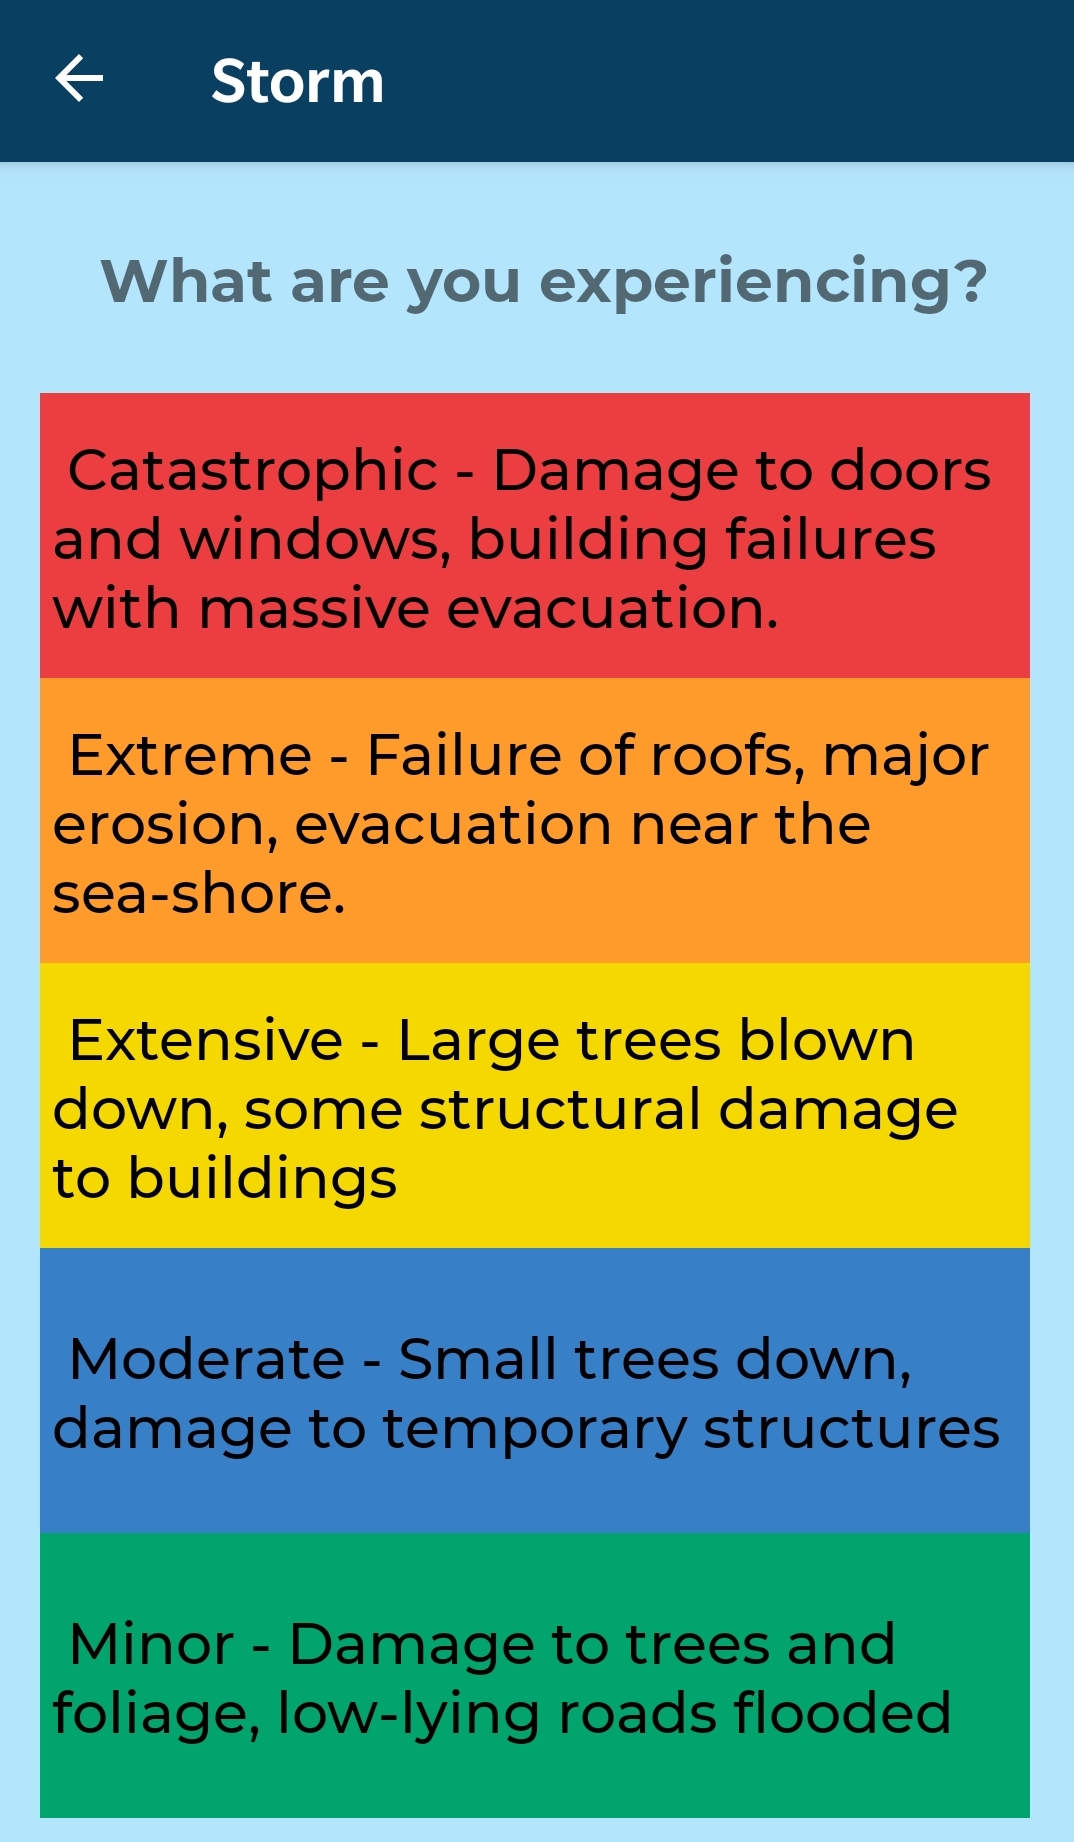 Storm
What are you experiencing?
Catastrophic - Damage to doors
and windows, building failures
with massive evacuation.
Extreme - Failure of roofs, major
erosion, evacuation near the
sea-shore.
Extensive - Large trees blown
down, some structural damage
to buildings
Moderate - Small trees down,
damage to temporary structures
Minor - Damage to trees and
foliage, low-lying roads flooded